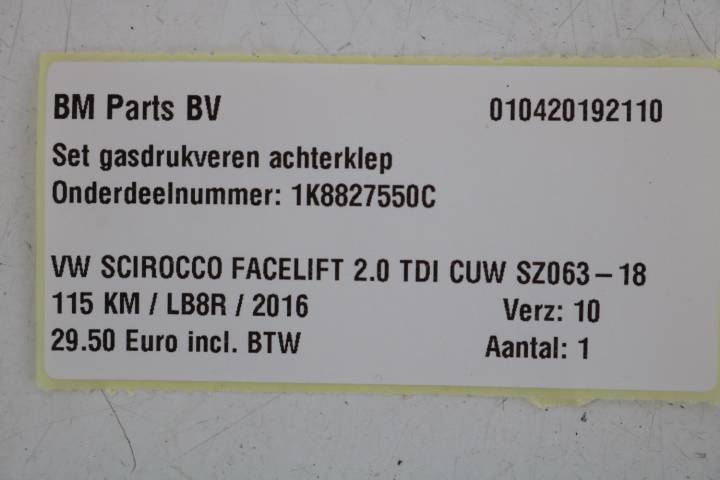 BM Parts BV 010420192110
Set gasdrukveren achterklep
Onderdeelnummer: 1K8827550C
VW SCIROCCO FACELIFT 2.0 TDI CUW SZ063-18
115 KM / LB8R / 2016 Verz: 10
29.50 Euro incl. BTW Aantal: 1